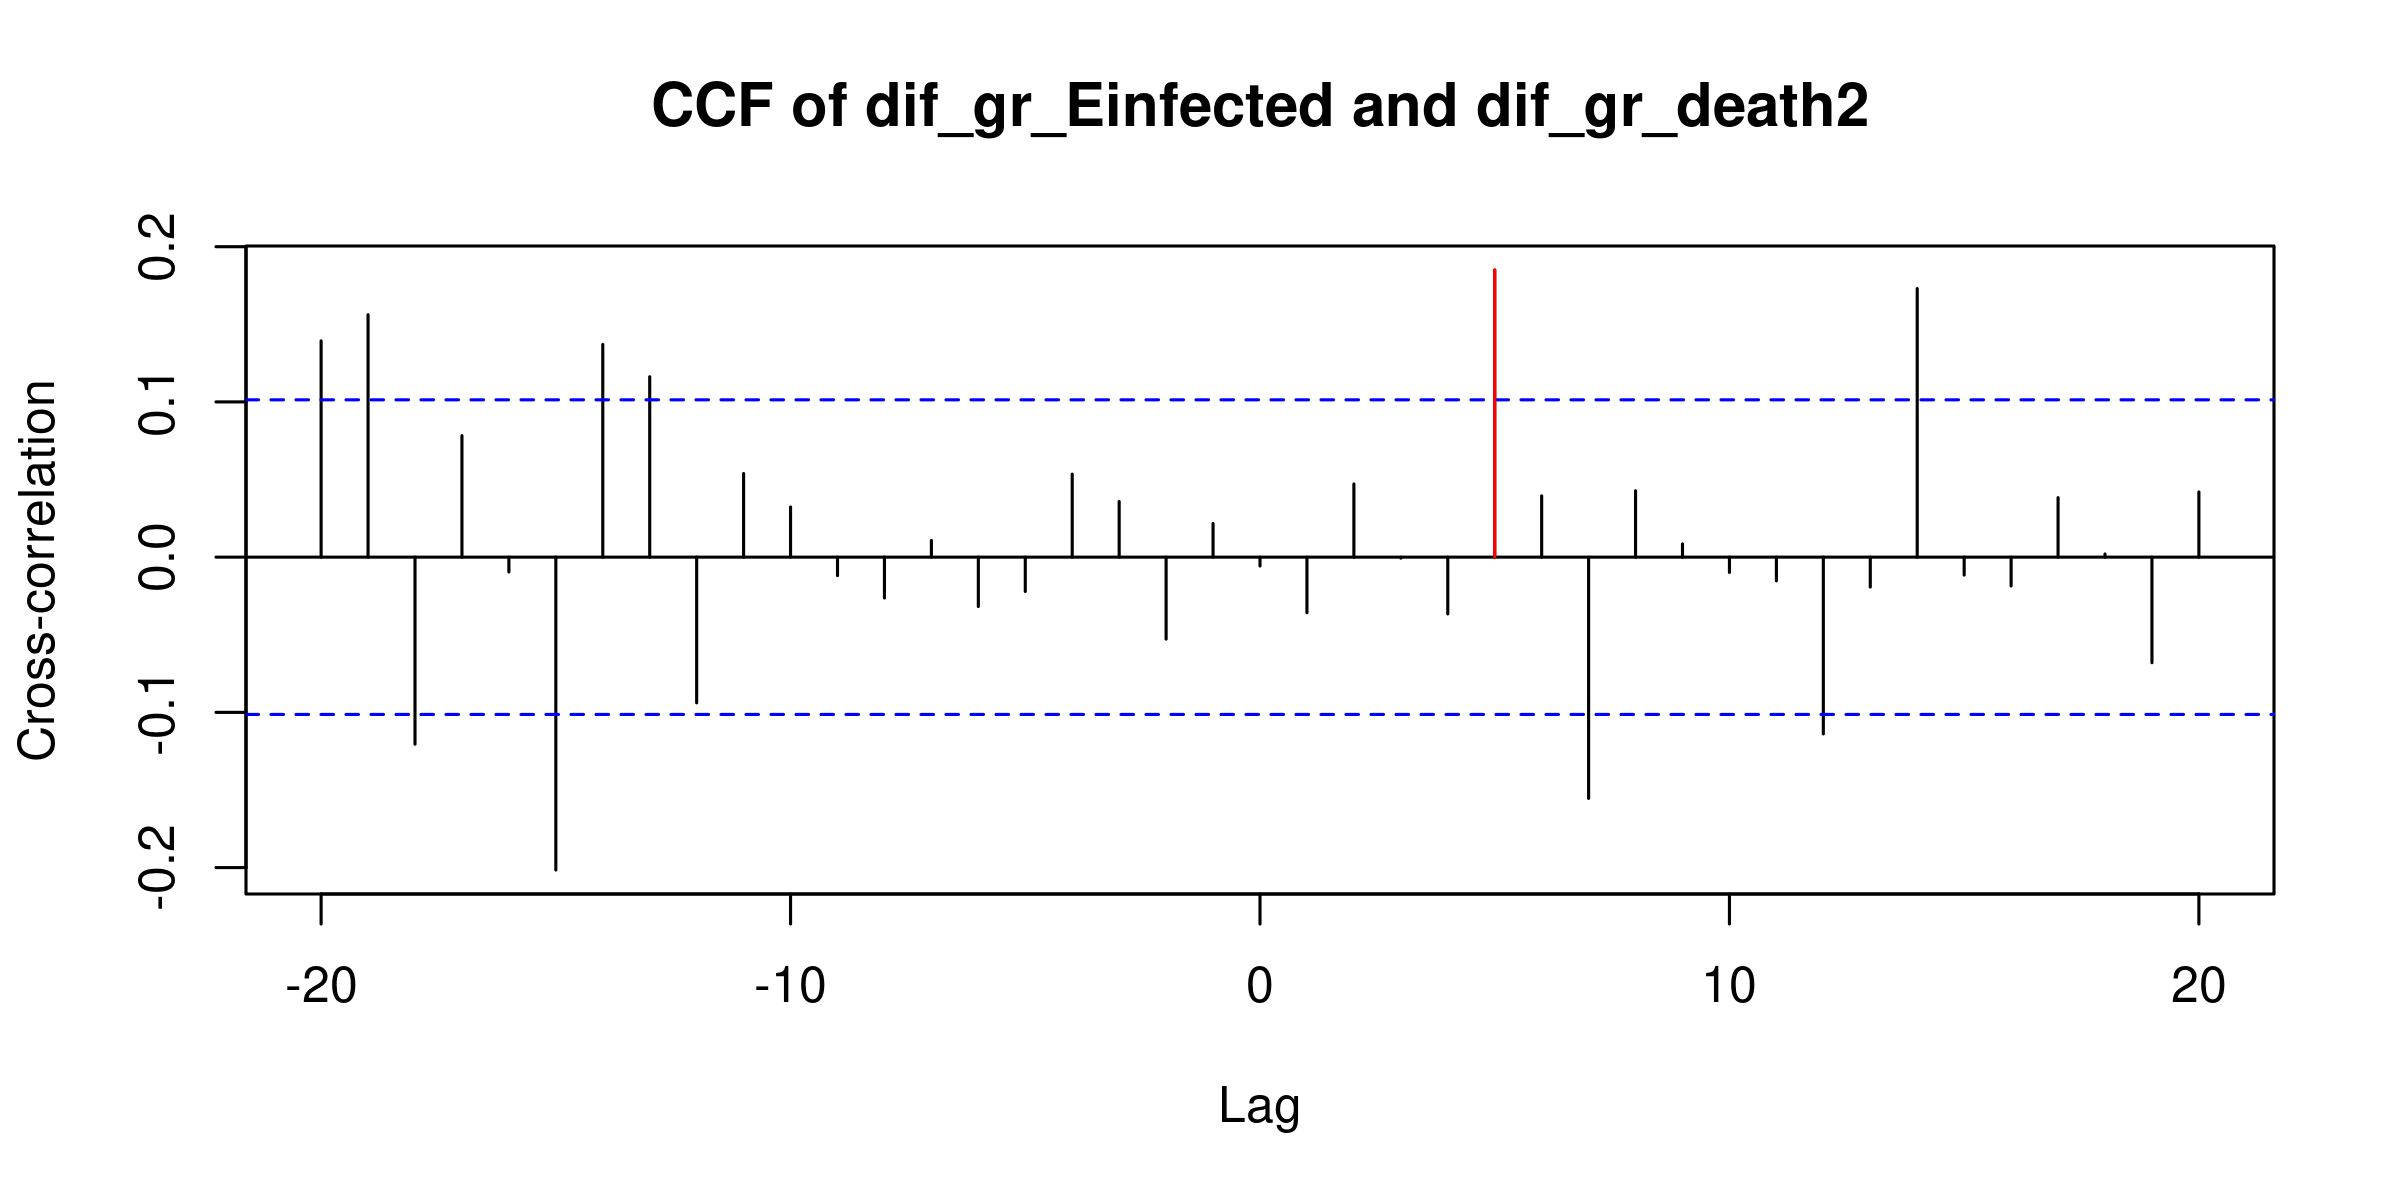 CCF of dif_gr_Einfected and dif_gr_death2
0.2
0.1
0.0
-0.1
-0.2
Cross-correlation
-20 -10 0 10 20
Lag